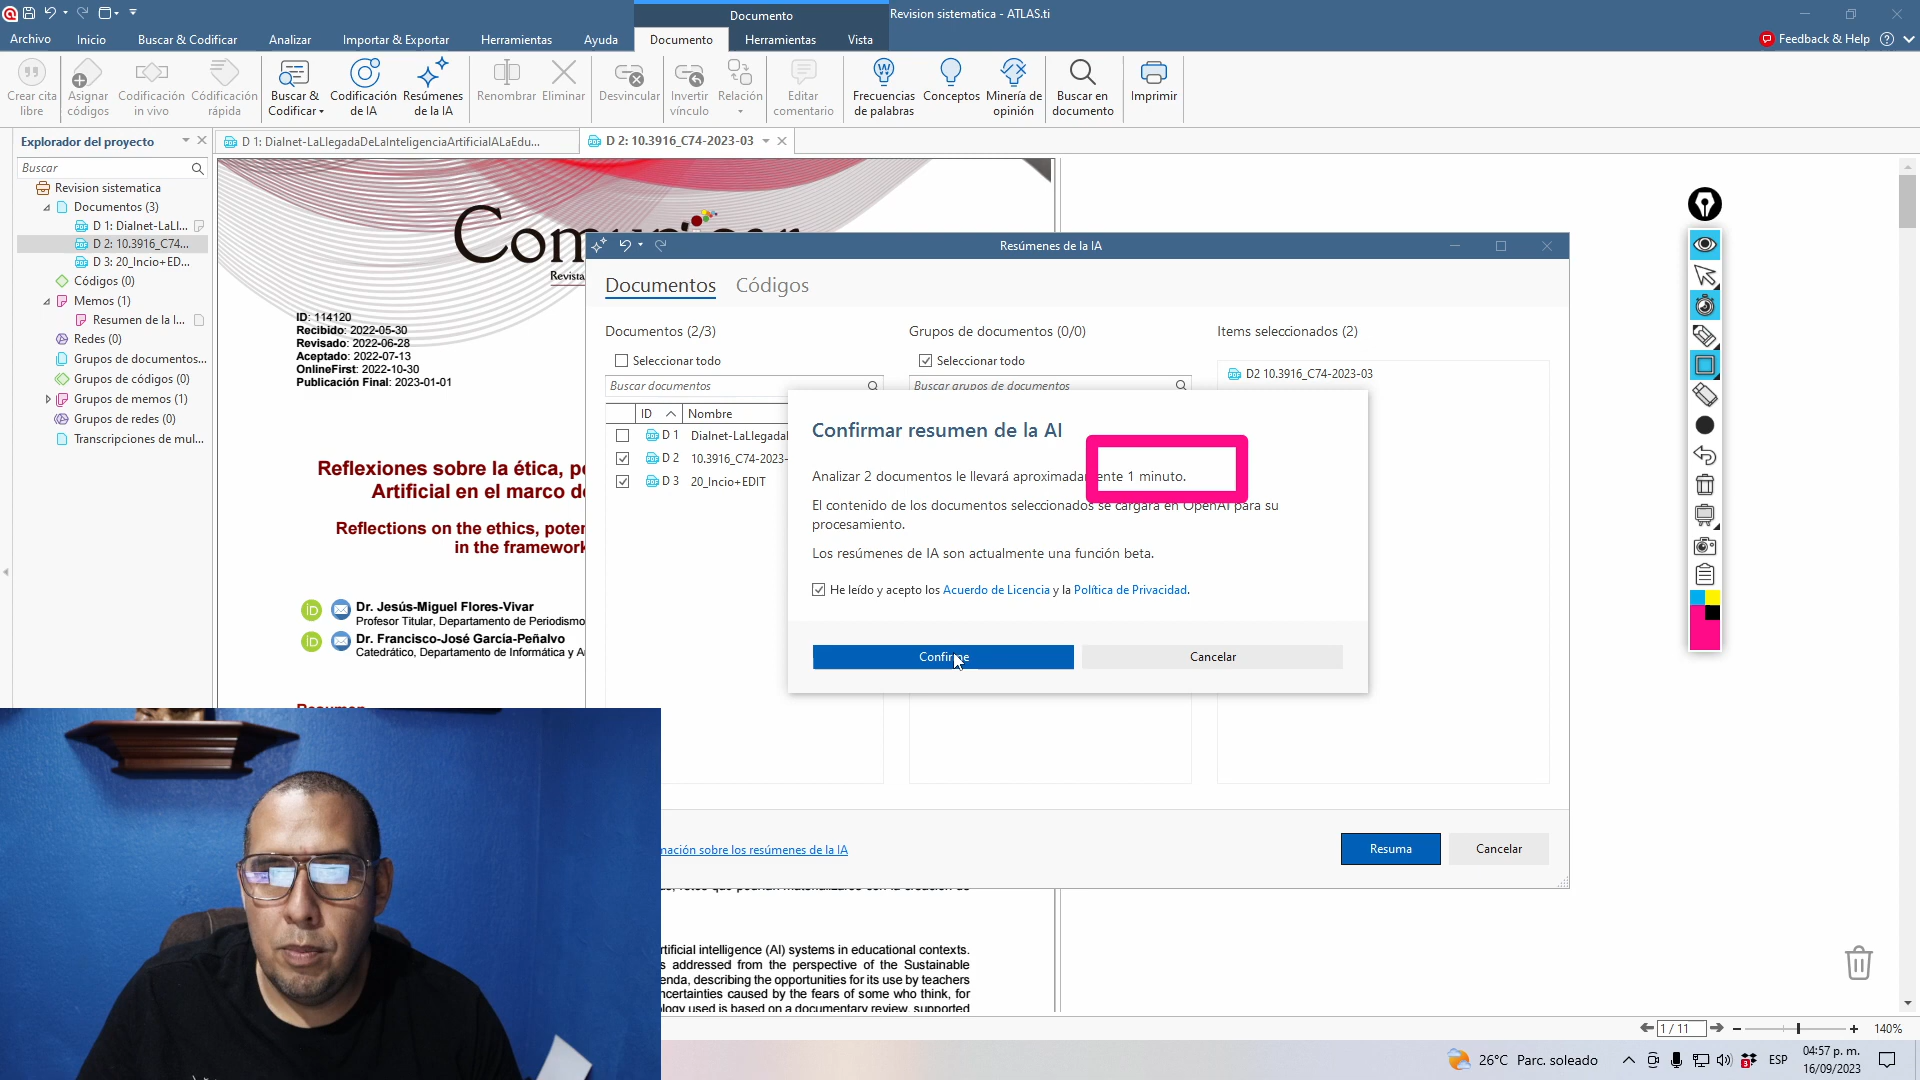 Documento
Revision sistematica - ATLAS.ti
Archivo
Inicio
Buscar & Codificar
Analizar
Importar & Exportar
Herramientas
Ayuda
Documento
Herramientas
Vista
Feedback & Help
Crear cita
libre
Asignar
códigos
Codificación
in vivo
Codificación
rápida
Buscar &
Codificar
Codificación
de IA
Resúmenes
de la IA
Renombrar
Eliminar
Desvincular
Invertir
vínculo
Relación
Editar
comentario
Frecuencias
de palabras
Conceptos
Minería de
opinión
Buscar en
documento
Imprimir
Explorador del proyecto
Buscar
Revision sistematica
Documentos (3)
D 1: Dialnet-LaLl...
D 2: 10.3916_C74...
D 3: 20_Incio+ED...
Códigos (0)
Memos (1)
Resumen de la I...
Redes (0)
Grupos de documentos...
Grupos de códigos (0)
Grupos de memos (1)
Grupos de redes (0)
Transcripciones de mul...
D 1: Dialnet-LaLlegadaDeLaInteligenciaArtificialALaEdu...
D 2: 10.3916_C74-2023-03
Revista
ID: 114120
Recibido: 2022-05-30
Revisado: 2022-06-28
Aceptado: 2022-07-13
OnlineFirst: 2022-10-30
Publicación Final: 2023-01-01
Reflexiones sobre la ética, po
Artificial en el marco de
Reflections on the ethics, poten
in the framework
Dr. Jesús-Miguel Flores-Vivar
Profesor Titular, Departamento de Periodismo
Dr. Francisco-José García-Peñalvo
Catedrático, Departamento de Informática y A
Resúmenes de la IA
Documentos
Códigos
Documentos (2/3)
Seleccionar todo
Buscar documentos
ID
Nombre
D 1
Dialnet-LaLlegada
D 2
10.3916_C74-2023-
D 3
20_Incio+EDIT
Grupos de documentos (0/0)
Seleccionar todo
Buscar grupos de documentos
Items seleccionados (2)
D2 10.3916_C74-2023-03
Confirmar resumen de la AI
Analizar 2 documentos le llevará aproximadamente 1 minuto.
El contenido de los documentos seleccionados se cargará en OpenAI para su
procesamiento.
Los resúmenes de IA son actualmente una función beta.
He leído y acepto los Acuerdo de Licencia y la Política de Privacidad.
Confirme
Cancelar
mación sobre los resúmenes de la IA
Resuma
Cancelar
rtificial intelligence (AI) systems in educational contexts.
s addressed from the perspective of the Sustainable
enda, describing the opportunities for its use by teachers
ncertainties caused by the fears of some who think, for
logy used is based on a documentary review, supported
1 / 11
140%
26°C Parc. soleado
ESP
04:57 p. m.
16/09/2023